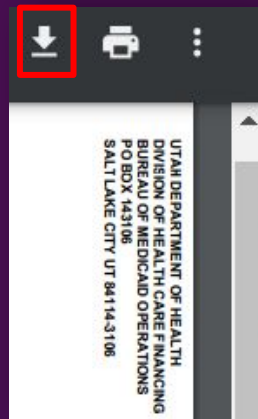 UTAH DEPARTMENT OF HEALTH
DIVISION OF HEALTH CARE FINANCING
BUREAU OF MEDICAID OPERATIONS
PO BOX 143106
SALT LAKE CITY UT 84114-3106